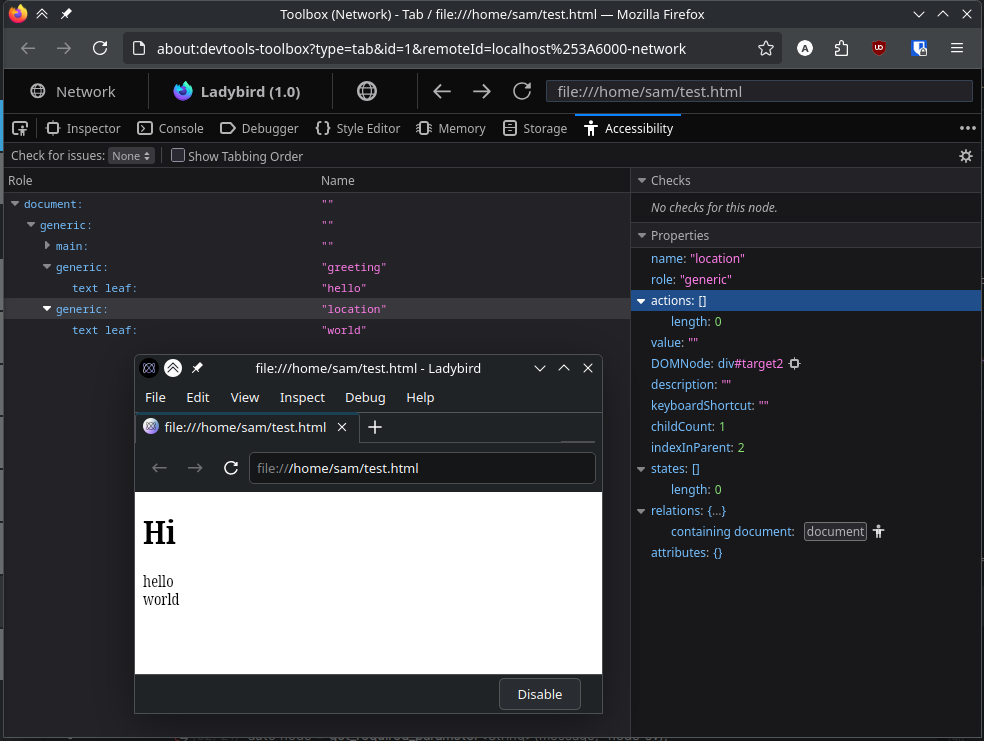 Toolbox (Network) - Tab / file:///home/sam/test.html — Mozilla Firefox
about:devtools-toolbox?type=tab&id=1&remoteId=localhost%253A6000-network
Network
Ladybird (1.0)
file:///home/sam/test.html
Inspector Console Debugger Style Editor Memory Storage Accessibility
Check for issues: None Show Tabbing Order
Role Name
document: ""
generic: ""
main: ""
generic: "greeting"
text leaf: "hello"
generic: "location"
text leaf: "world"
Checks
No checks for this node.
Properties
name: "location"
role: "generic"
actions: []
length: 0
value: ""
DOMNode: div#target2
description: ""
keyboardShortcut: ""
childCount: 1
indexInParent: 2
states: []
length: 0
relations: {…}
containing document: document
attributes: {}
file:///home/sam/test.html - Ladybird
File Edit View Inspect Debug Help
file:///home/sam/test.html
file:///home/sam/test.html
Hi
hello
world
Disable